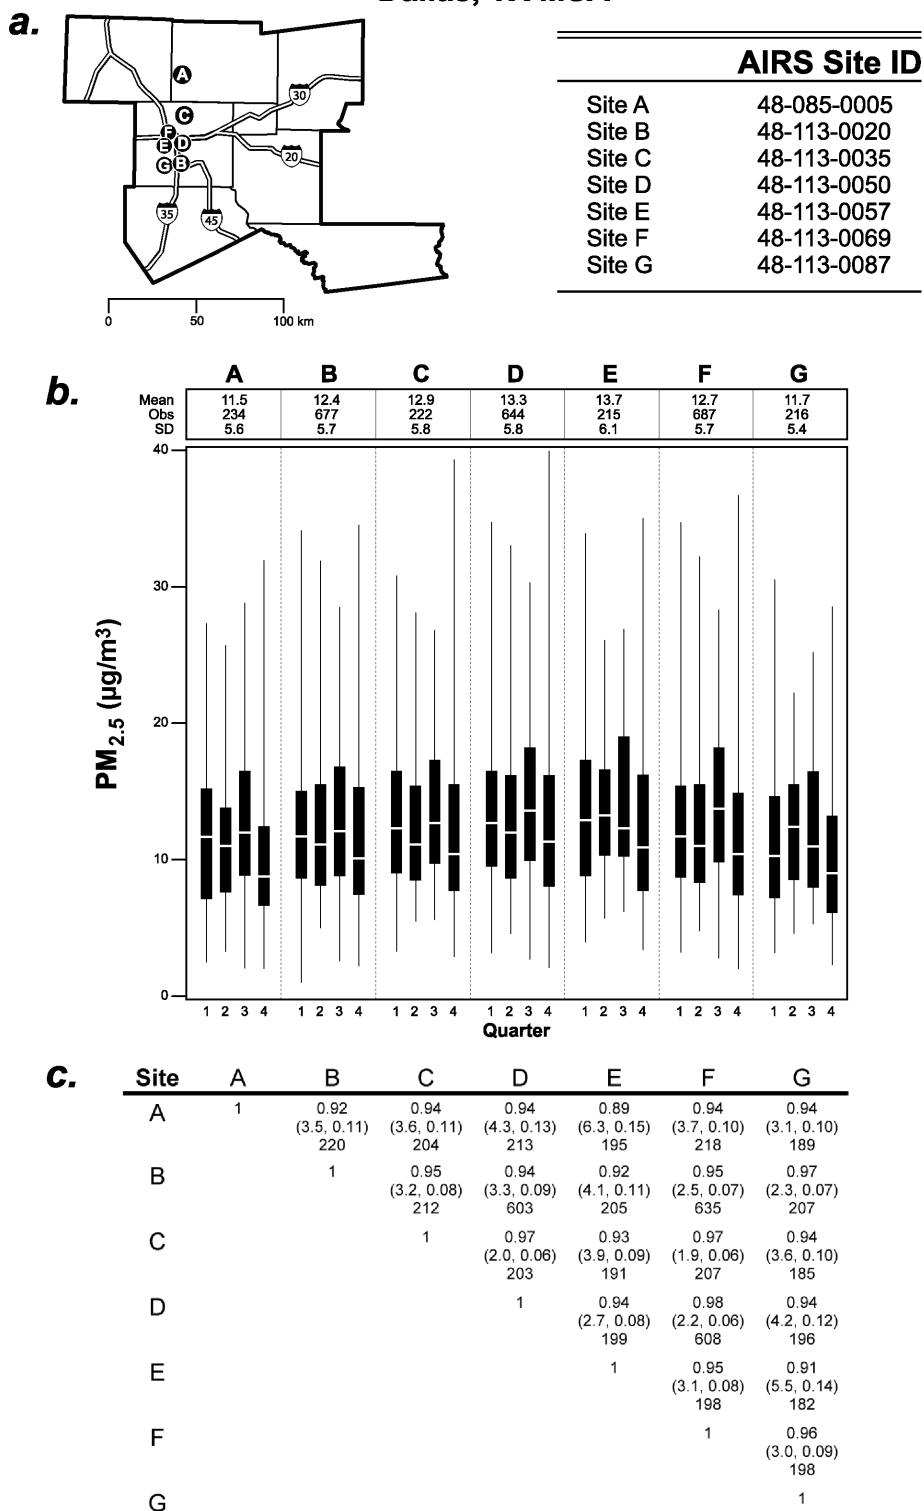 a.
A
C
F
D
E
G
B
30
20
35
45
0 50 100 km
AIRS Site ID
Site A 48-085-0005
Site B 48-113-0020
Site C 48-113-0035
Site D 48-113-0050
Site E 48-113-0057
Site F 48-113-0069
Site G 48-113-0087
b.
A B C D E F G
Mean 11.5 12.4 12.9 13.3 13.7 12.7 11.7
Obs 234 677 222 644 215 687 216
SD 5.6 5.7 5.8 5.8 6.1 5.7 5.4
40
30
20
10
0
PM2.5 (µg/m3)
1 2 3 4 1 2 3 4 1 2 3 4 1 2 3 4 1 2 3 4 1 2 3 4 1 2 3 4
Quarter
c.
Site A B C D E F G
A 1 0.92 0.94 0.94 0.89 0.94 0.94
(3.5, 0.11) (3.6, 0.11) (4.3, 0.13) (6.3, 0.15) (3.7, 0.10) (3.1, 0.10)
220 204 213 195 218 189
B 1 0.95 0.94 0.92 0.95 0.97
(3.2, 0.08) (3.3, 0.09) (4.1, 0.11) (2.5, 0.07) (2.3, 0.07)
212 603 205 635 207
C 1 0.97 0.93 0.97 0.94
(2.0, 0.06) (3.9, 0.09) (1.9, 0.06) (3.6, 0.10)
203 191 207 185
D 1 0.94 0.98 0.94
(2.7, 0.08) (2.2, 0.06) (4.2, 0.12)
199 608 196
E 1 0.95 0.91
(3.1, 0.08) (5.5, 0.14)
198 182
F 1 0.96
(3.0, 0.09)
198
G 1